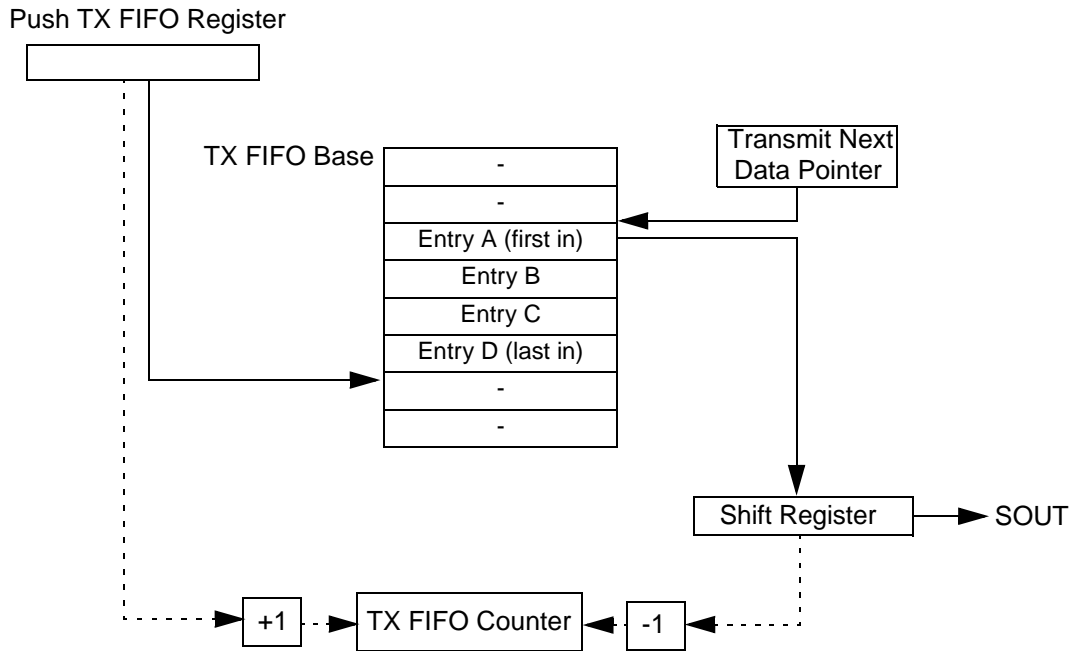 Push TX FIFO Register
TX FIFO Base
-
-
Entry A (first in)
Entry B
Entry C
Entry D (last in)
-
-
Transmit Next
Data Pointer
Shift Register
SOUT
+1
TX FIFO Counter
-1